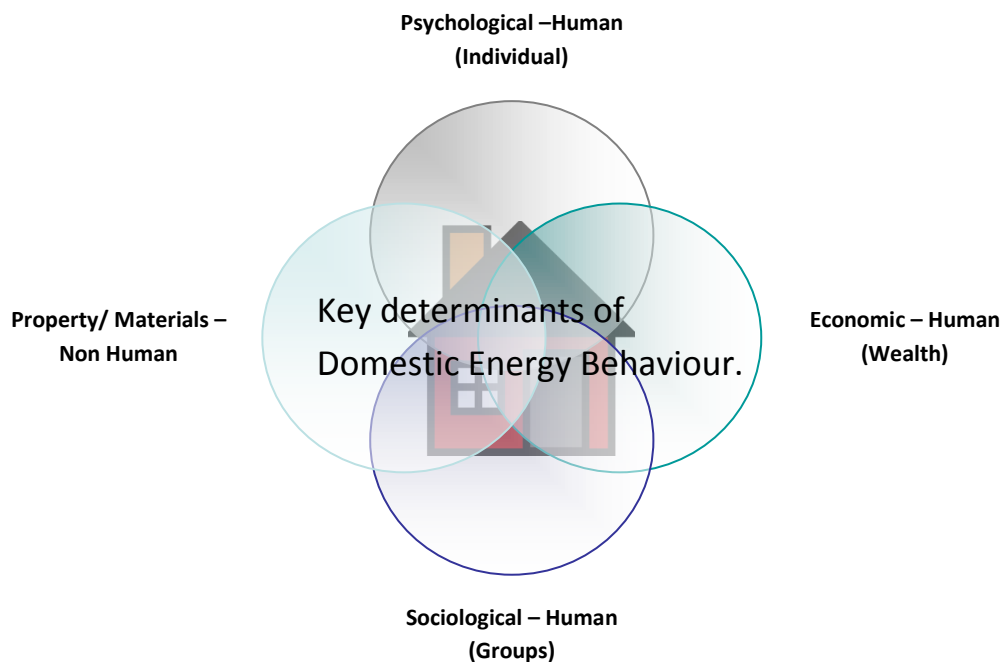 Psychological –Human
(Individual)
Property/ Materials –
Non Human
Key determinants of
Domestic Energy Behaviour.
Economic – Human
(Wealth)
Sociological – Human
(Groups)